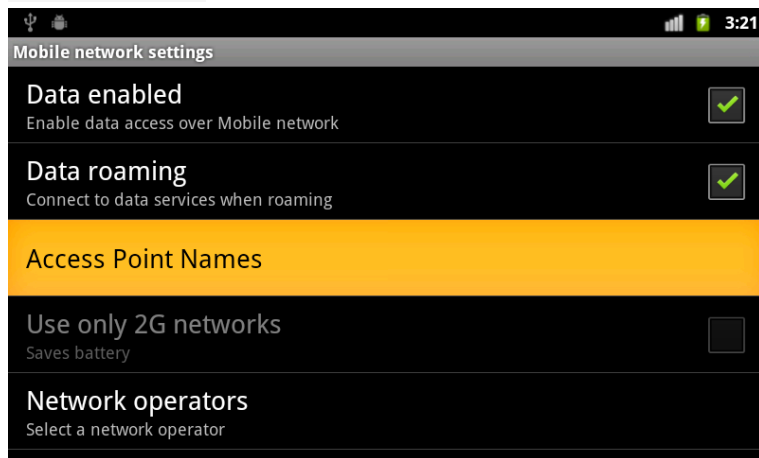 3:21
Mobile network settings
Data enabled
Enable data access over Mobile network
Data roaming
Connect to data services when roaming
Access Point Names
Use only 2G networks
Saves battery
Network operators
Select a network operator